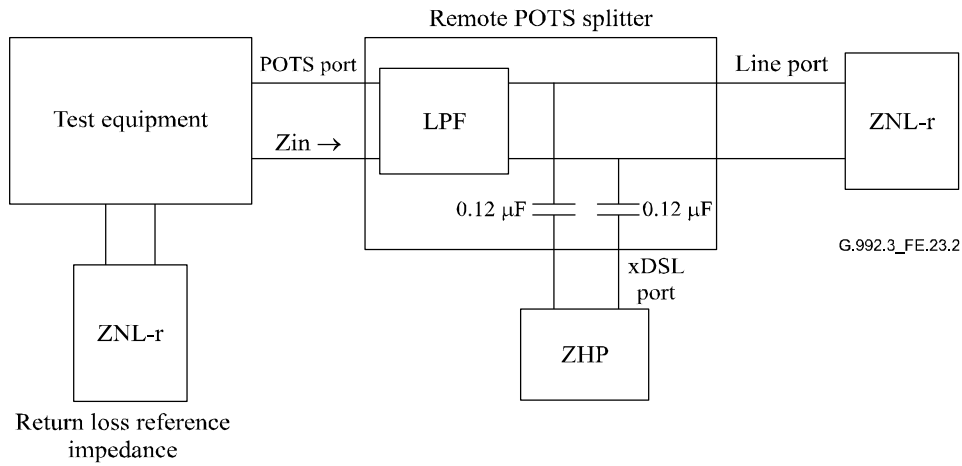 Remote POTS splitter
POTS port
Line port
Test equipment
LPF
ZNL-r
Zin →
0.12 µF
0.12 µF
G.992.3_FE.23.2
xDSL
port
ZNL-r
ZHP
Return loss reference
impedance